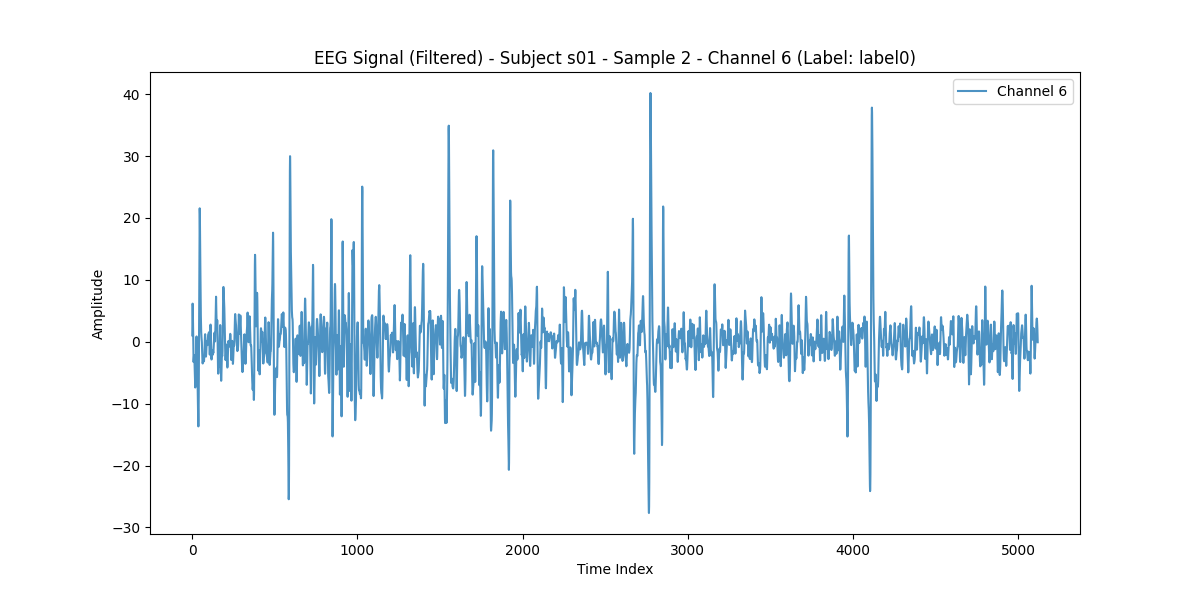 EEG Signal (Filtered) - Subject s01 - Sample 2 - Channel 6 (Label: label0)
Channel 6
40
30
20
10
0
−10
−20
−30
Amplitude
0 1000 2000 3000 4000 5000
Time Index